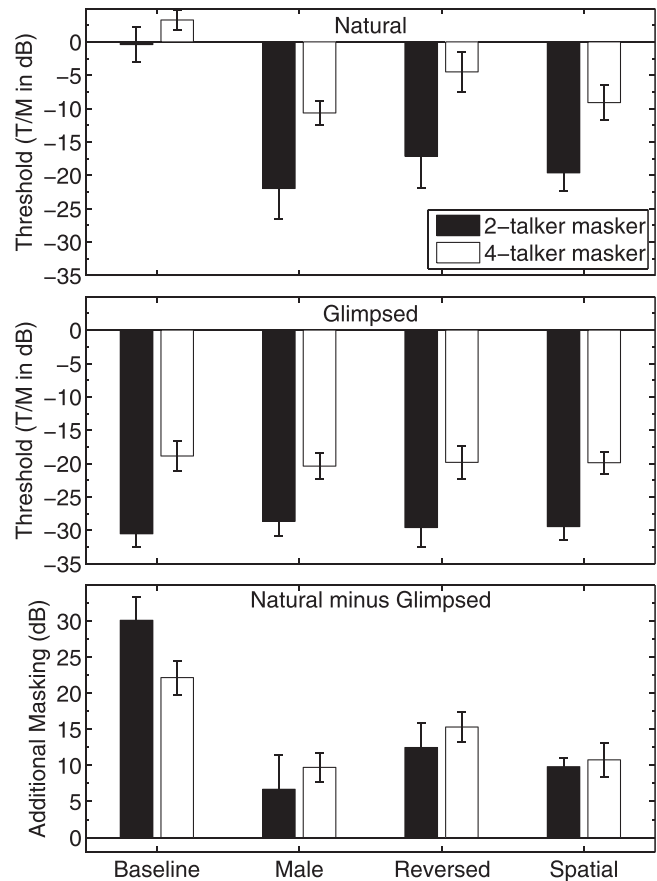 Natural
Threshold (T/M in dB)
0
−5
−10
−15
−20
−25
−30
−35
2−talker masker
4−talker masker
Glimpsed
Threshold (T/M in dB)
0
−5
−10
−15
−20
−25
−30
−35
Natural minus Glimpsed
Additional Masking (dB)
30
25
20
15
10
5
0
Baseline Male Reversed Spatial